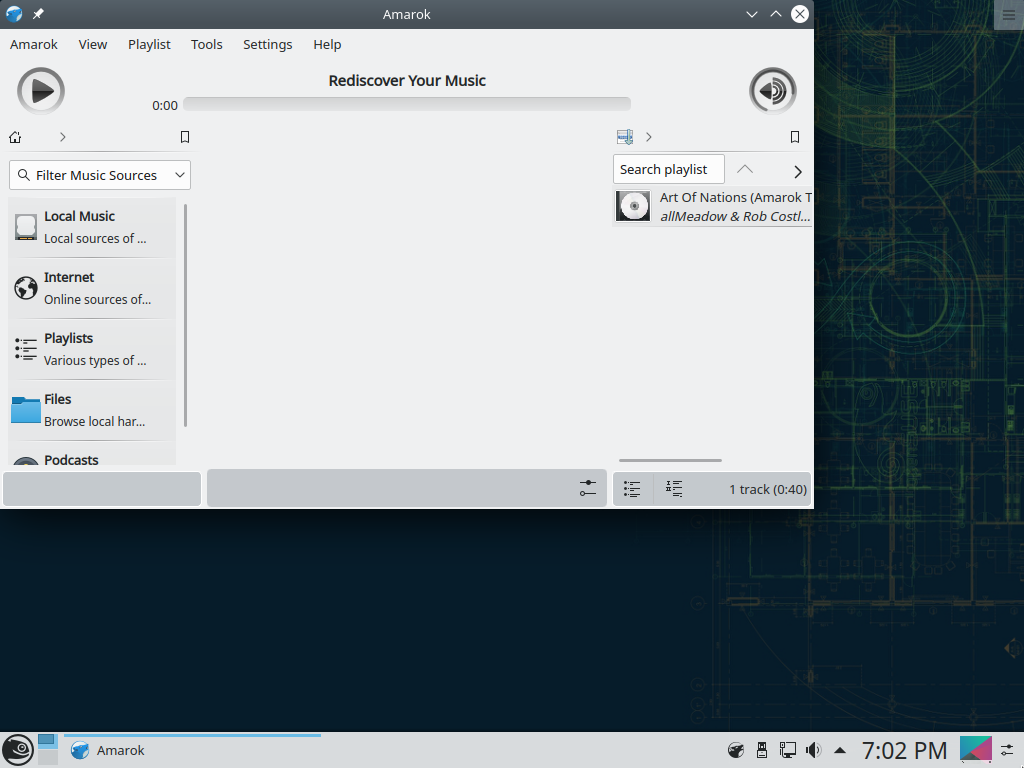 Amarok
Amarok View Playlist Tools Settings Help
Rediscover Your Music
0:00
Filter Music Sources
Search playlist
Local Music
Local sources of ...
Internet
Online sources of...
Playlists
Various types of ...
Files
Browse local har...
Podcasts
Art Of Nations (Amarok T
allMeadow & Rob Costl...
1 track (0:40)
Amarok
7:02 PM